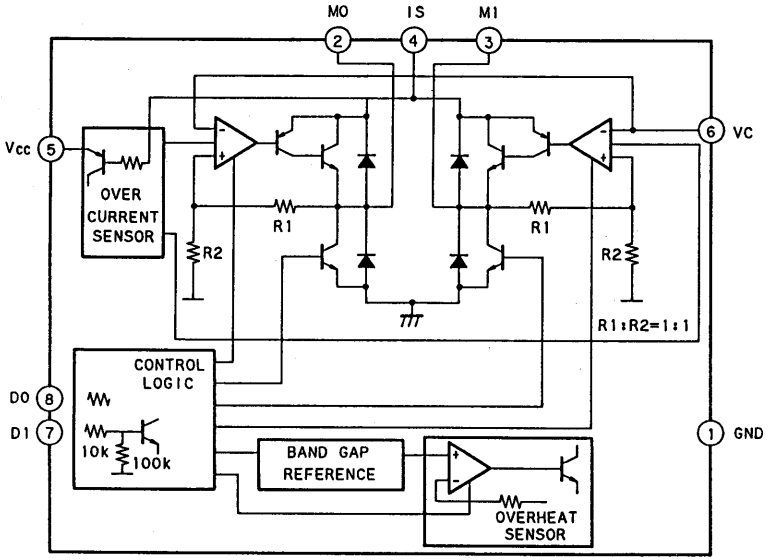 M0 IS M1
2 4 3
Vcc 5
6 VC
- +
- +
OVER
CURRENT
SENSOR
R1
R1
R2
R2
R1:R2=1:1
CONTROL
LOGIC
D0 8
D1 7
10k
100k
BAND GAP
REFERENCE
+ -
OVERHEAT
SENSOR
1 GND